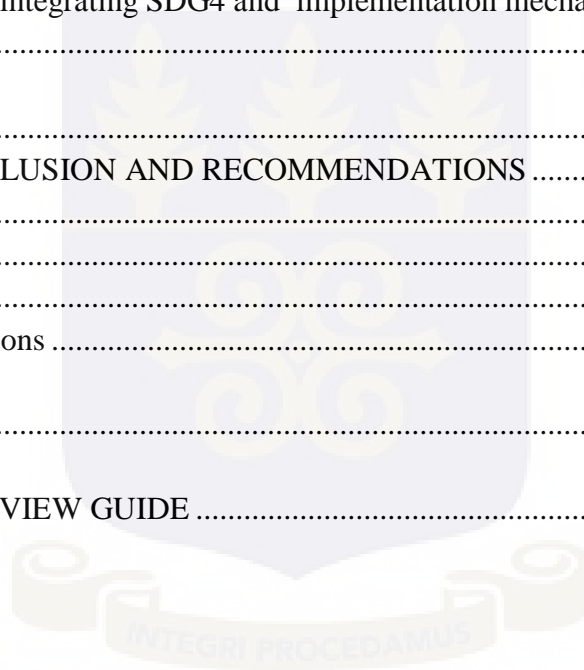 integrating SDG4 and implementation mecha
................................................................................
................................................................................
LUSION AND RECOMMENDATIONS .......
................................................................................
................................................................................
................................................................................
ons ........................................................................
................................................................................
VIEW GUIDE ....................................................
INTEGRI PROCEDAMUS